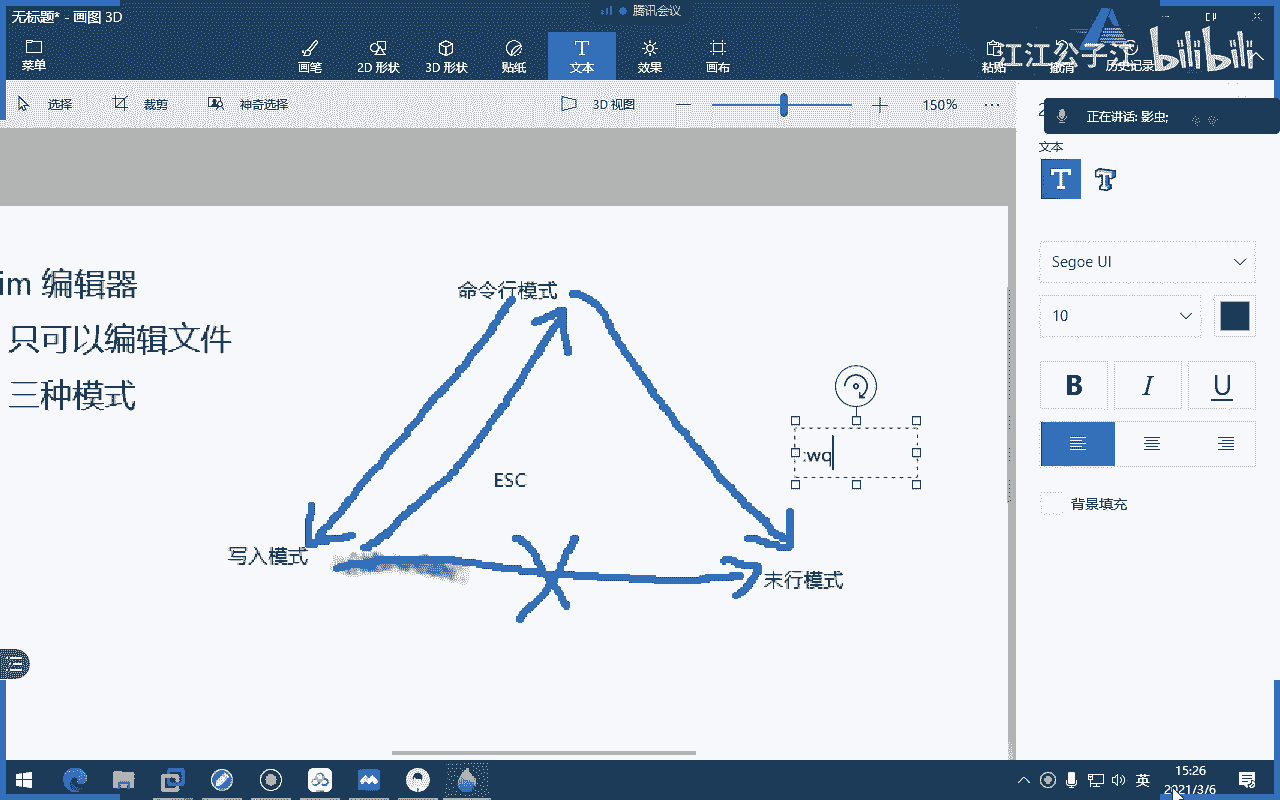 无标题* - 画图 3D
腾讯会议
菜单
画笔
2D 形状
3D 形状
贴纸
文本
效果
画布
粘贴
撤消
历史记录
江江公子江
bilibili
选择
裁剪
神奇选择
3D 视图
150%
正在讲话: 影虫;
文本
Segoe UI
10
B I U
背景填充
im 编辑器
只可以编辑文件
三种模式
命令行模式
:wq
ESC
写入模式
末行模式
英
15:26
2021/3/6